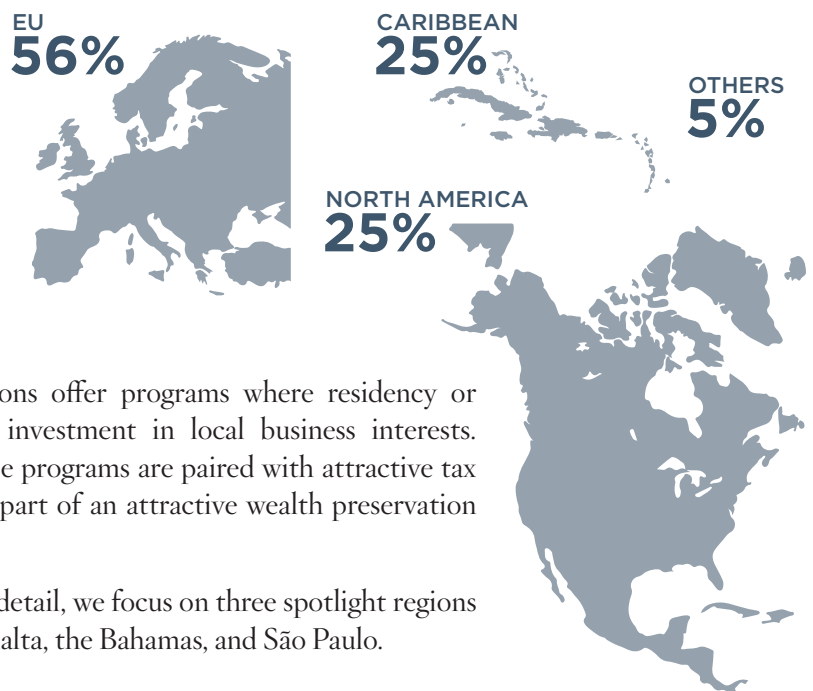 EU
56%
CARIBBEAN
25%
OTHERS
5%
NORTH AMERICA
25%
offer programs where residency or
investment in local business interests.
programs are paired with attractive tax
part of an attractive wealth preservation
detail, we focus on three spotlight regions
the Bahamas, and São Paulo.